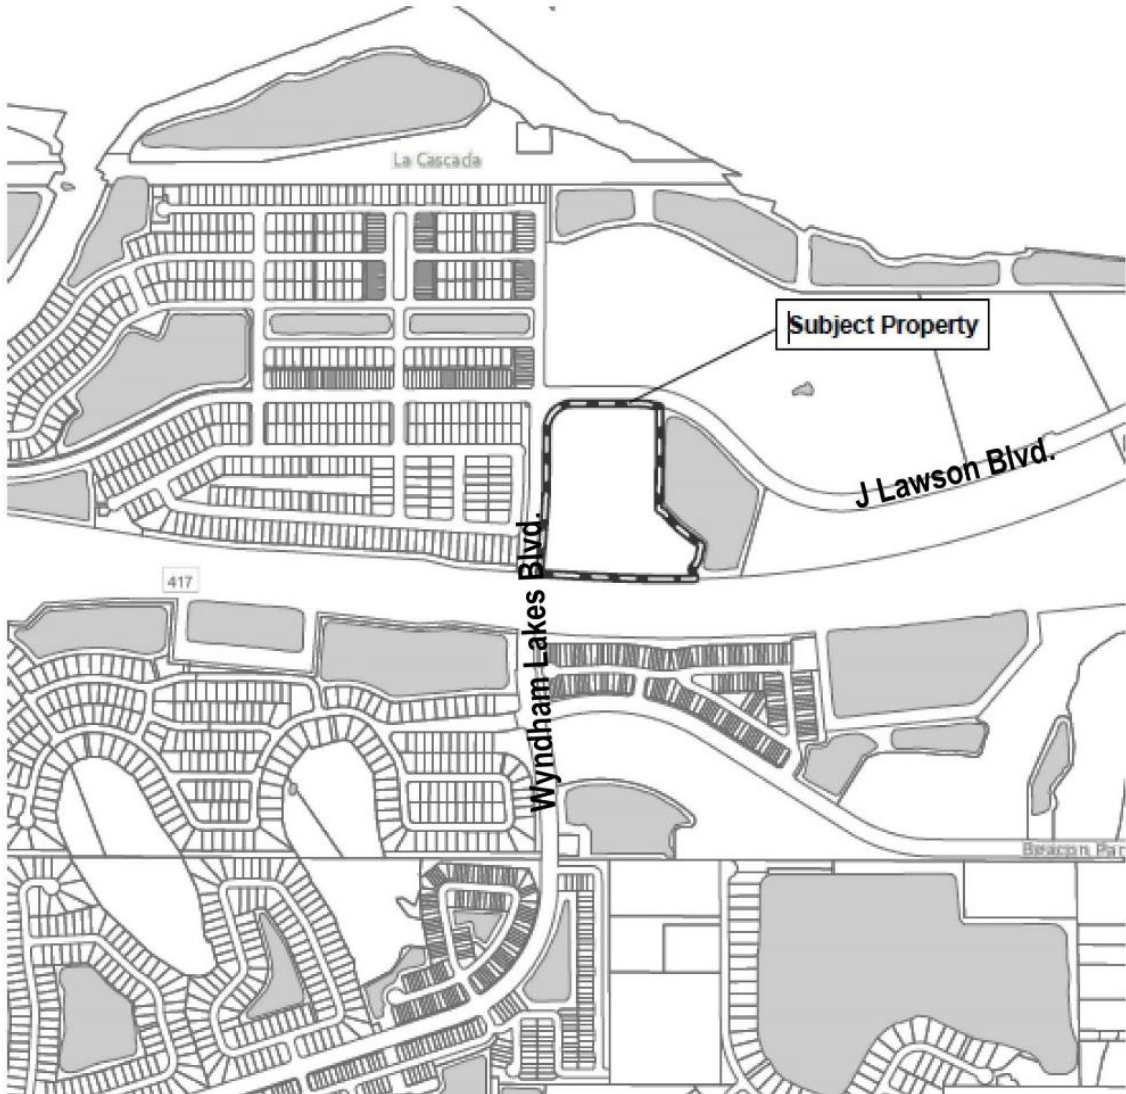 La Cascada
Subject Property
J Lawson Blvd.
417
Wyndham Lakes Blvd.
Beacon Par